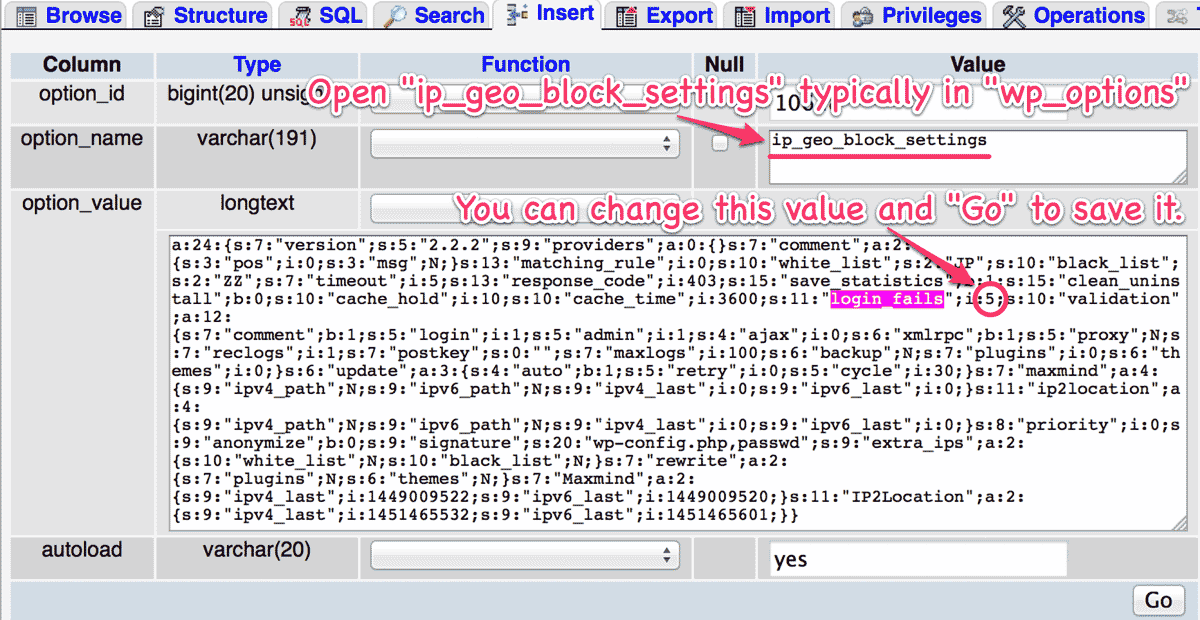 Browse Structure SQL Search Insert Export Import Privileges Operations
Column Type Function Null Value
option_id bigint(20)
Open "ip_geo_block_settings" typically in "wp_options"
option_name varchar(191) ip_geo_block_settings
option_value longtext
You can change this value and "Go" to save it.
a:24:{s:7:"version";s:5:"2.2.2";s:9:"providers";a:0:{}s:7:"comment";a:2:
{s:3:"pos";i:0;s:3:"msg";N;}s:13:"matching_rule";i:0;s:10:"white_list";s:2:"JP";s:10:"black_list";
s:2:"ZZ";s:7:"timeout";i:5;s:13:"response_code";i:403;s:15:"save_statistics";b:1;s:15:"clean_unins
tall";b:0;s:10:"cache_hold";i:10;s:10:"cache_time";i:3600;s:11:"login_fails";i:5;s:10:"validation"
;a:12:
{s:7:"comment";b:1;s:5:"login";i:1;s:5:"admin";i:1;s:4:"ajax";i:0;s:6:"xmlrpc";b:1;s:5:"proxy";N;s
:7:"reclogs";i:1;s:7:"postkey";s:0:"";s:7:"maxlogs";i:100;s:6:"backup";N;s:7:"plugins";i:0;s:6:"th
emes";i:0;}s:6:"update";a:3:{s:4:"auto";b:1;s:5:"retry";i:0;s:5:"cycle";i:30;}s:7:"maxmind";a:4:
{s:9:"ipv4_path";N;s:9:"ipv6_path";N;s:9:"ipv4_last";i:0;s:9:"ipv6_last";i:0;}s:11:"ip2location";a
:4:
{s:9:"ipv4_path";N;s:9:"ipv6_path";N;s:9:"ipv4_last";i:0;s:9:"ipv6_last";i:0;}s:8:"priority";i:0;s
:9:"anonymize";b:0;s:9:"signature";s:20:"wp-config.php,passwd";s:9:"extra_ips";a:2:
{s:10:"white_list";N;s:10:"black_list";N;}s:7:"rewrite";a:2:
{s:7:"plugins";N;s:6:"themes";N;}s:7:"Maxmind";a:2:
{s:9:"ipv4_last";i:1449009522;s:9:"ipv6_last";i:1449009520;}s:11:"IP2Location";a:2:
{s:9:"ipv4_last";i:1451465532;s:9:"ipv6_last";i:1451465601;}}
autoload varchar(20) yes
Go